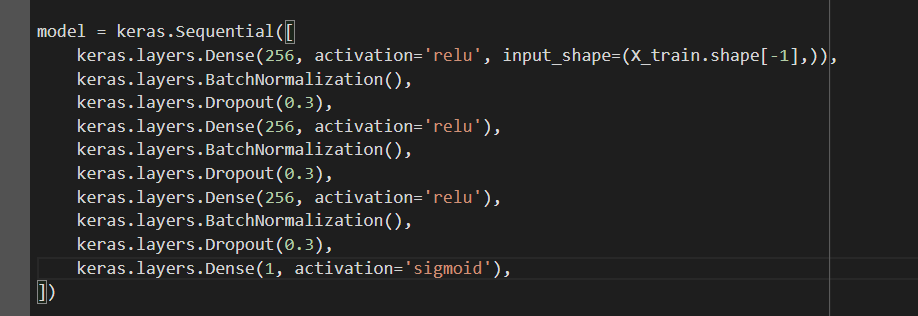 model = keras.Sequential([
    keras.layers.Dense(256, activation='relu', input_shape=(X_train.shape[-1],)),
    keras.layers.BatchNormalization(),
    keras.layers.Dropout(0.3),
    keras.layers.Dense(256, activation='relu'),
    keras.layers.BatchNormalization(),
    keras.layers.Dropout(0.3),
    keras.layers.Dense(256, activation='relu'),
    keras.layers.BatchNormalization(),
    keras.layers.Dropout(0.3),
    keras.layers.Dense(1, activation='sigmoid'),
])